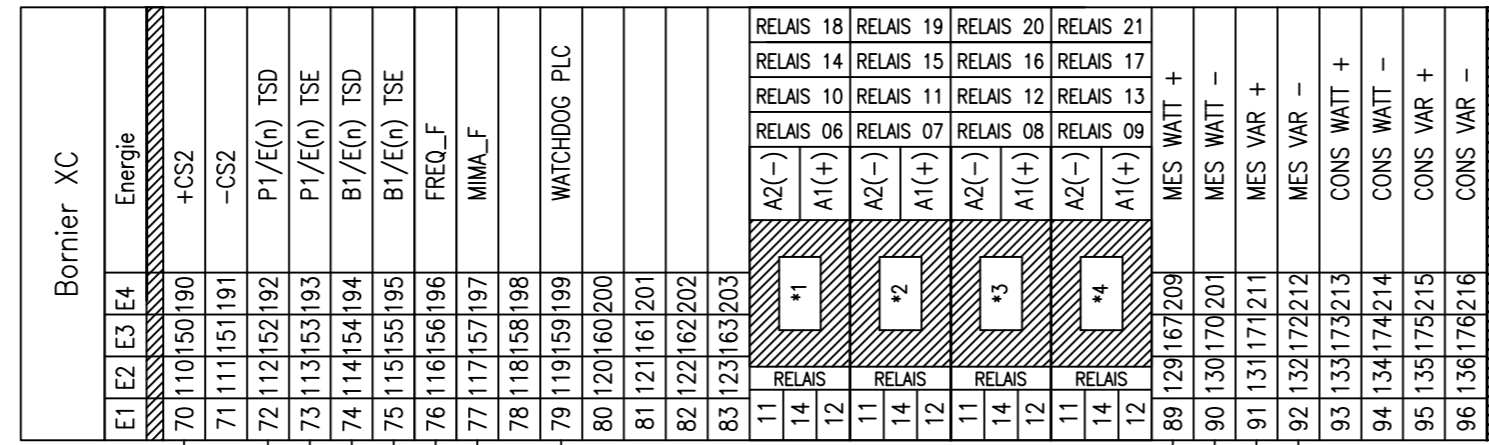 Bornier XC
Energie
E4
E3
E2
E1
+CS2
190
150
110
70
-CS2
191
151
111
71
P1/E(n) TSD
192
152
112
72
P1/E(n) TSE
193
153
113
73
B1/E(n) TSD
194
154
114
74
B1/E(n) TSE
195
155
115
75
FREQ_F
196
156
116
76
MIMA_F
197
157
117
77
198
158
118
78
WATCHDOG PLC
199
159
119
79
200
160
120
80
201
161
121
81
202
162
122
82
203
163
123
83
RELAIS 18
RELAIS 14
RELAIS 10
RELAIS 06
A2(-)
A1(+)
*1
RELAIS
11
14
12
RELAIS 19
RELAIS 15
RELAIS 11
RELAIS 07
A2(-)
A1(+)
*2
RELAIS
11
14
12
RELAIS 20
RELAIS 16
RELAIS 12
RELAIS 08
A2(-)
A1(+)
*3
RELAIS
11
14
12
RELAIS 21
RELAIS 17
RELAIS 13
RELAIS 09
A2(-)
A1(+)
*4
RELAIS
11
14
12
MES WATT +
209
167
129
89
MES WATT -
201
170
130
90
MES VAR +
211
171
131
91
MES VAR -
212
172
132
92
CONS WATT +
213
173
133
93
CONS WATT -
214
174
134
94
CONS VAR +
215
175
135
95
CONS VAR -
216
176
136
96